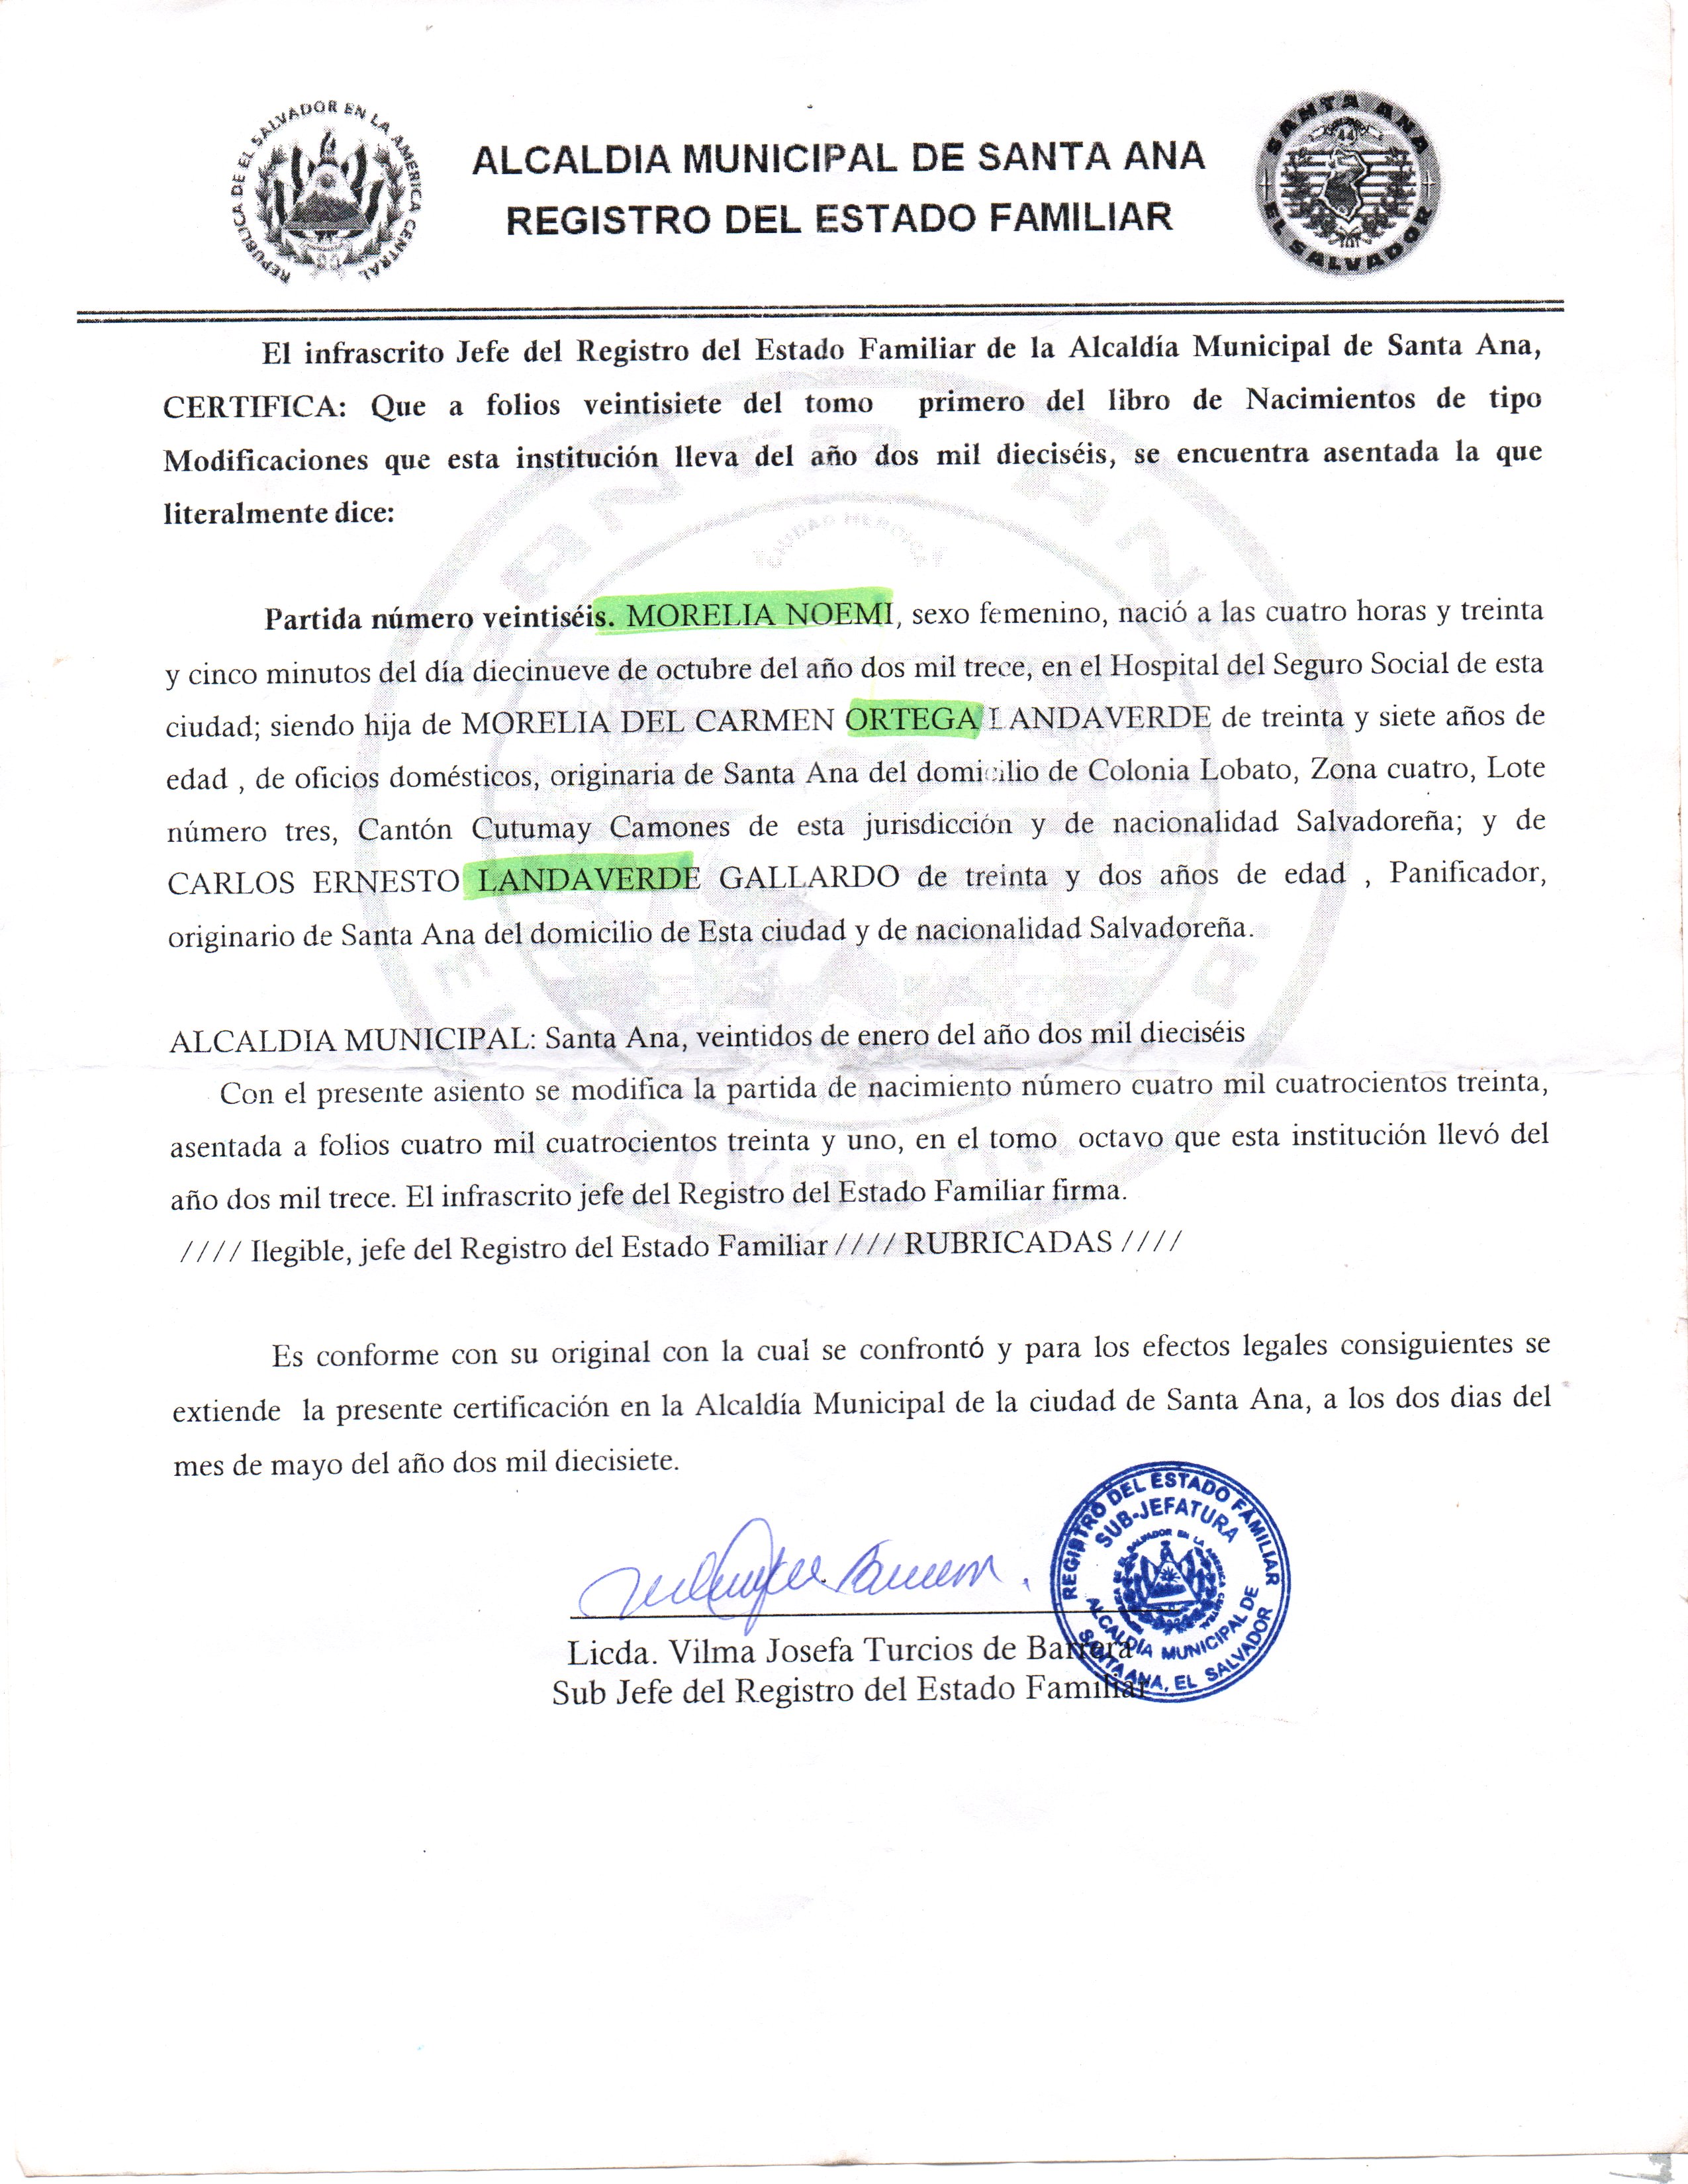 REPUBLICA DE EL SALVADOR EN LA AMERICA CENTRAL
ALCALDIA MUNICIPAL DE SANTA ANA
REGISTRO DEL ESTADO FAMILIAR
SANTA ANA
EL SALVADOR
El infrascrito Jefe del Registro del Estado Familiar de la Alcaldía Municipal de Santa Ana,
CERTIFICA: Que a folios veintisiete del tomo primero del libro de Nacimientos de tipo
Modificaciones que esta institución lleva del año dos mil dieciséis, se encuentra asentada la que
literalmente dice:
CIUDAD HEROICA
Partida número veintiséis. MORELIA NOEMI, sexo femenino, nació a las cuatro horas y treinta
y cinco minutos del día diecinueve de octubre del año dos mil trece, en el Hospital del Seguro Social de esta
ciudad; siendo hija de MORELIA DEL CARMEN ORTEGA LANDAVERDE de treinta y siete años de
edad , de oficios domésticos, originaria de Santa Ana del domicilio de Colonia Lobato, Zona cuatro, Lote
número tres, Cantón Cutumay Camones de esta jurisdicción y de nacionalidad Salvadoreña; y de
CARLOS ERNESTO LANDAVERDE GALLARDO de treinta y dos años de edad , Panificador,
originario de Santa Ana del domicilio de Esta ciudad y de nacionalidad Salvadoreña.
ALCALDIA MUNICIPAL: Santa Ana, veintidos de enero del año dos mil dieciséis
Con el presente asiento se modifica la partida de nacimiento número cuatro mil cuatrocientos treinta,
asentada a folios cuatro mil cuatrocientos treinta y uno, en el tomo octavo que esta institución llevó del
año dos mil trece. El infrascrito jefe del Registro del Estado Familiar firma.
//// Ilegible, jefe del Registro del Estado Familiar //// RUBRICADAS ////
Es conforme con su original con la cual se confrontó y para los efectos legales consiguientes se
extiende la presente certificación en la Alcaldía Municipal de la ciudad de Santa Ana, a los dos dias del
mes de mayo del año dos mil diecisiete.
Licda. Vilma Josefa Turcios de Barrera
Sub Jefe del Registro del Estado Familiar
REGISTRO DEL ESTADO FAMILIAR
SUB-JEFATURA
ALCALDIA MUNICIPAL DE
SANTA ANA, EL SALVADOR